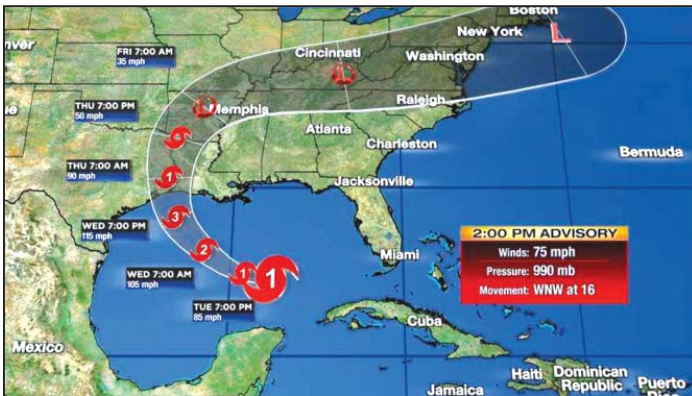 Boston
New York
nver
FRI 7:00 AM
35 mph
Cincinnati
Washington
L
THU 7:00 PM
50 mph
Memphis
Raleigh
Atlanta
Charleston
Bermuda
THU 7:00 AM
90 mph
1
Jacksonville
WED 7:00 PM
115 mph
3
2:00 PM ADVISORY
Winds: 75 mph
Pressure: 990 mb
Movement: WNW at 16
2
Miami
WED 7:00 AM
105 mph
1
1
TUE 7:00 PM
85 mph
Cuba
Mexico
Haiti
Dominican
Republic
Puerto
Jamaica